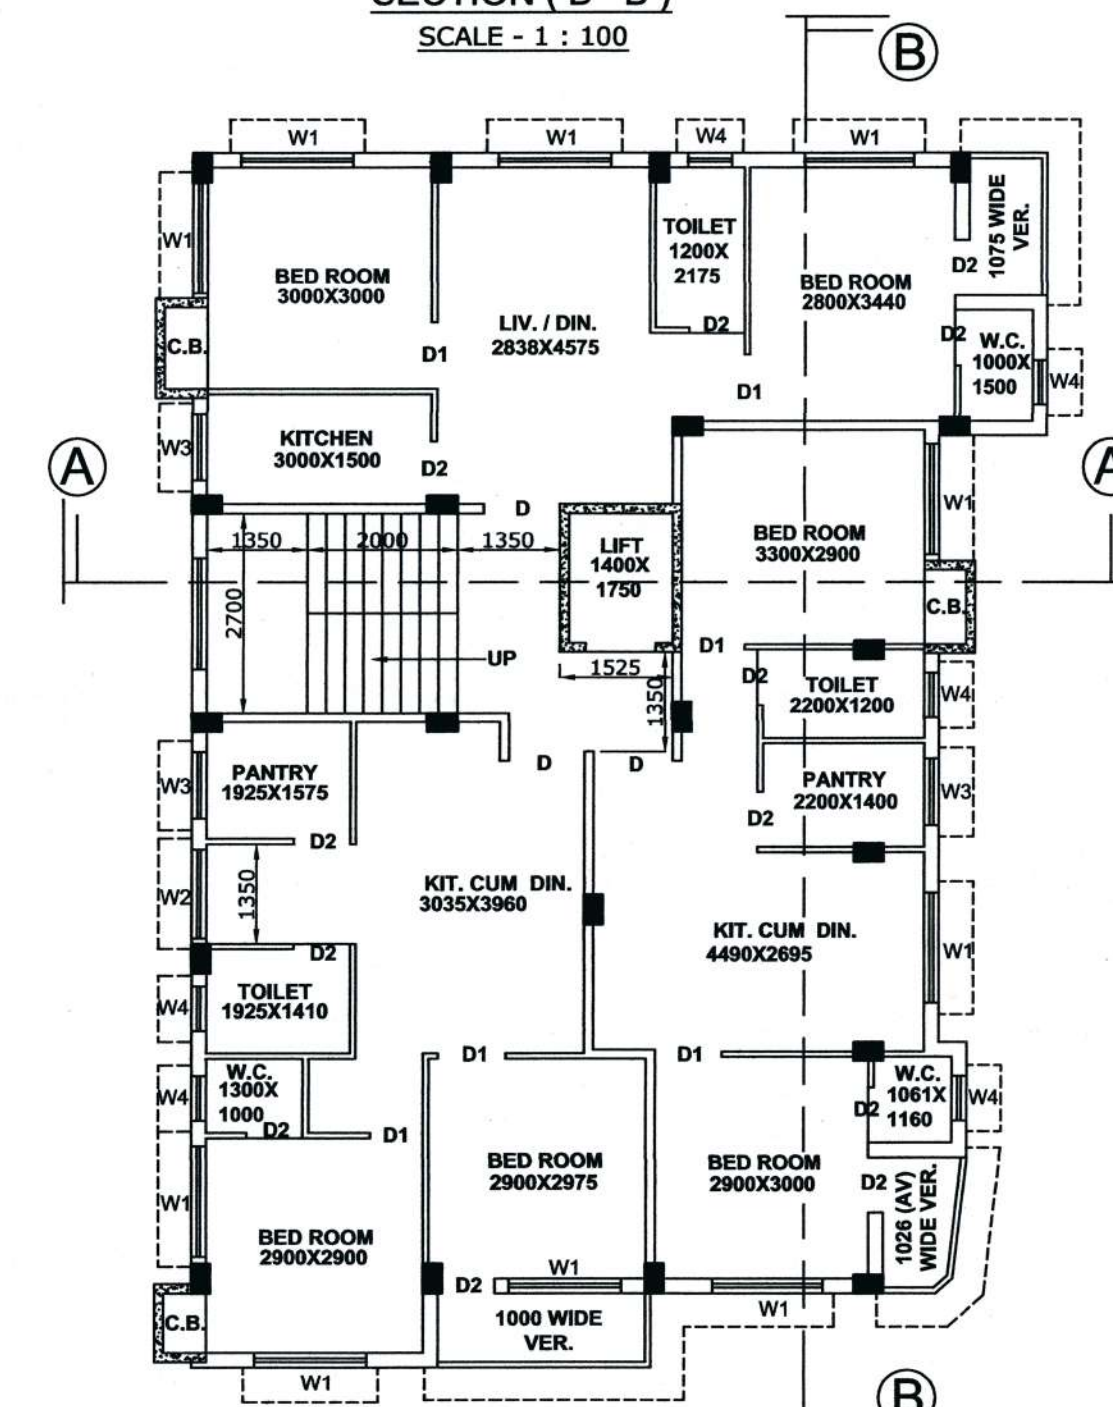 SECTION ( B - B )
SCALE - 1 : 100
B
W1
W1
W4
W1
W1
BED ROOM
3000X3000
LIV. / DIN.
2838X4575
TOILET
1200X
2175
D2
BED ROOM
2800X3440
1075 WIDE
VER.
D2
D2
W.C.
1000X
1500
W4
C.B.
D1
D1
A
W3
KITCHEN
3000X1500
D2
A
W1
D
1350
2000
1350
LIFT
1400X
1750
BED ROOM
3300X2900
C.B.
2700
UP
1525
1350
D1
D2
TOILET
2200X1200
W4
D
D
W3
PANTRY
1925X1575
D2
PANTRY
2200X1400
D2
W3
W2
1350
KIT. CUM DIN.
3035X3960
KIT. CUM DIN.
4490X2695
W1
D2
TOILET
1925X1410
W4
D1
D1
W4
W.C.
1300X
1000
D2
D1
W.C.
1061X
1160
D2
W4
W1
BED ROOM
2900X2975
BED ROOM
2900X3000
D2
1026 (AV)
WIDE VER.
BED ROOM
2900X2900
D2
W1
W1
C.B.
1000 WIDE
VER.
W1
B